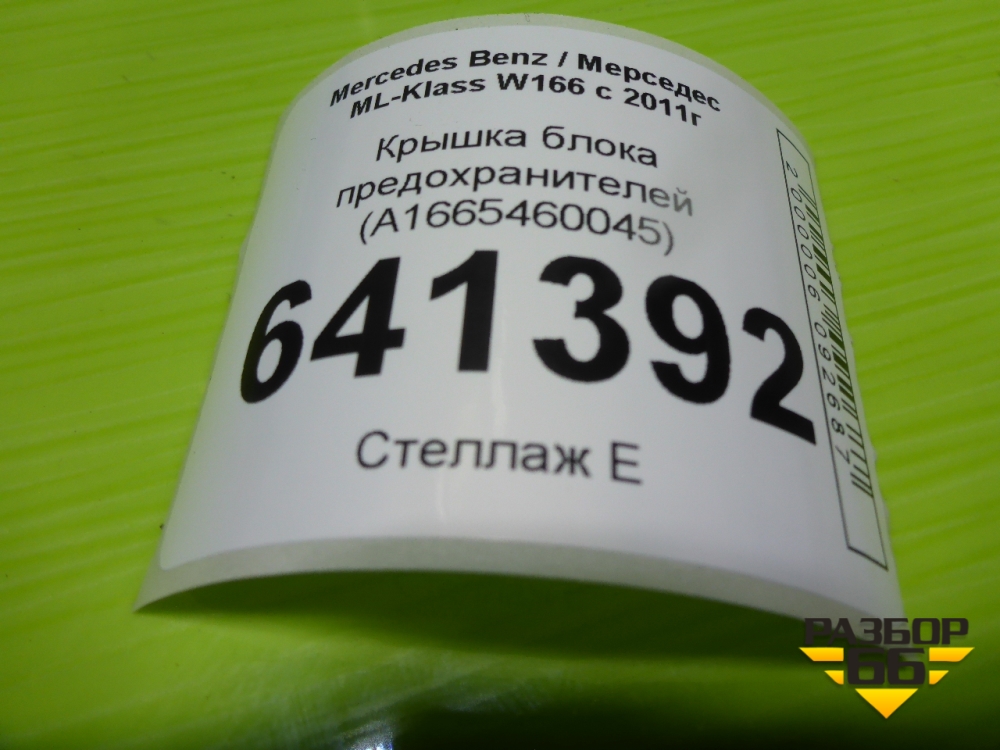 Mercedes Benz / Мерседес
ML-Klass W166 с 2011г
Крышка блока
предохранителей
(A1665460045)
641392
Стеллаж Е
2000006092687
РАЗБОР
66